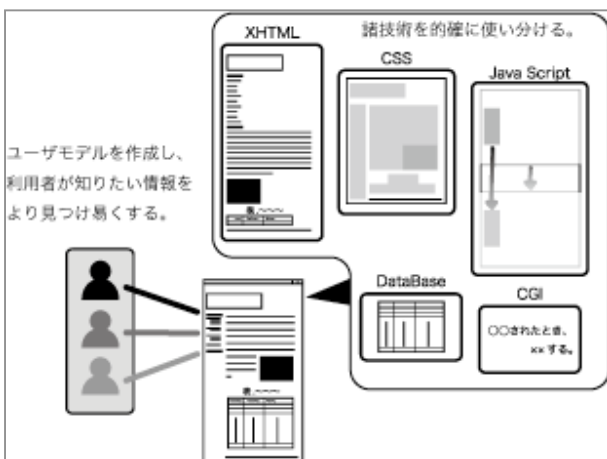 諸技術を的確に使い分ける。
XHTML
CSS
Java Script
ユーザモデルを作成し、
利用者が知りたい情報を
より見つけ易くする。
DataBase
CGI
○○されたとき、
××する。
表.~~~
表.~~~